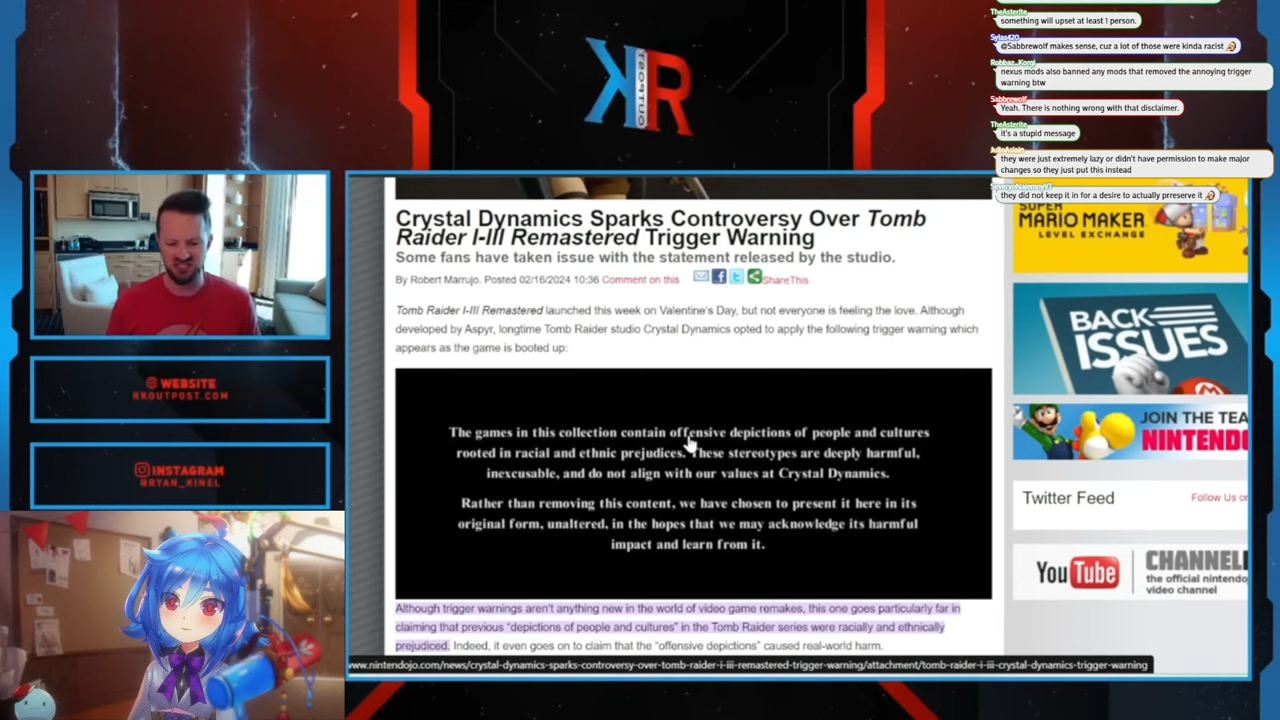 TheAsterite
something will upset at least 1 person.
Sylas420
@Sabbrewolf makes sense, cuz a lot of those were kinda racist
Robbaz_Korgi
nexus mods also banned any mods that removed the annoying trigger
warning btw
Sabbrewolf
Yeah. There is nothing wrong with that disclaimer.
TheAsterite
it's a stupid message
they were just extremely lazy or didn't have permission to make major
changes so they just put this instead
they did not keep it in for a desire to actually prreserve it
KR
OUTPOST
WEBSITE
RKOUTPOST.COM
INSTAGRAM
@RYAN_KINEL
Crystal Dynamics Sparks Controversy Over Tomb
Raider I-III Remastered Trigger Warning
Some fans have taken issue with the statement released by the studio.
By Robert Marrujo. Posted 02/16/2024 10:36 Comment on this ShareThis
Tomb Raider I-III Remastered launched this week on Valentine's Day, but not everyone is feeling the love. Although
developed by Aspyr, longtime Tomb Raider studio Crystal Dynamics opted to apply the following trigger warning which
appears as the game is booted up:
The games in this collection contain offensive depictions of people and cultures
rooted in racial and ethnic prejudices. These stereotypes are deeply harmful,
inexcusable, and do not align with our values at Crystal Dynamics.
Rather than removing this content, we have chosen to present it here in its
original form, unaltered, in the hopes that we may acknowledge its harmful
impact and learn from it.
Although trigger warnings aren't anything new in the world of video game remakes, this one goes particularly far in
claiming that previous "depictions of people and cultures" in the Tomb Raider series were racially and ethnically
prejudiced. Indeed, it even goes on to claim that the "offensive depictions" caused real-world harm.
www.nintendojo.com/news/crystal-dynamics-sparks-controversy-over-tomb-raider-i-iii-remastered-trigger-warning/attachment/tomb-raider-i-iii-crystal-dynamics-trigger-warning
SUPER
MARIO MAKER
LEVEL EXCHANGE
BACK
ISSUES
JOIN THE TEA
NINTEND
Twitter Feed
Follow Us or
YouTube
CHANNEL
the official nintendo
video channel